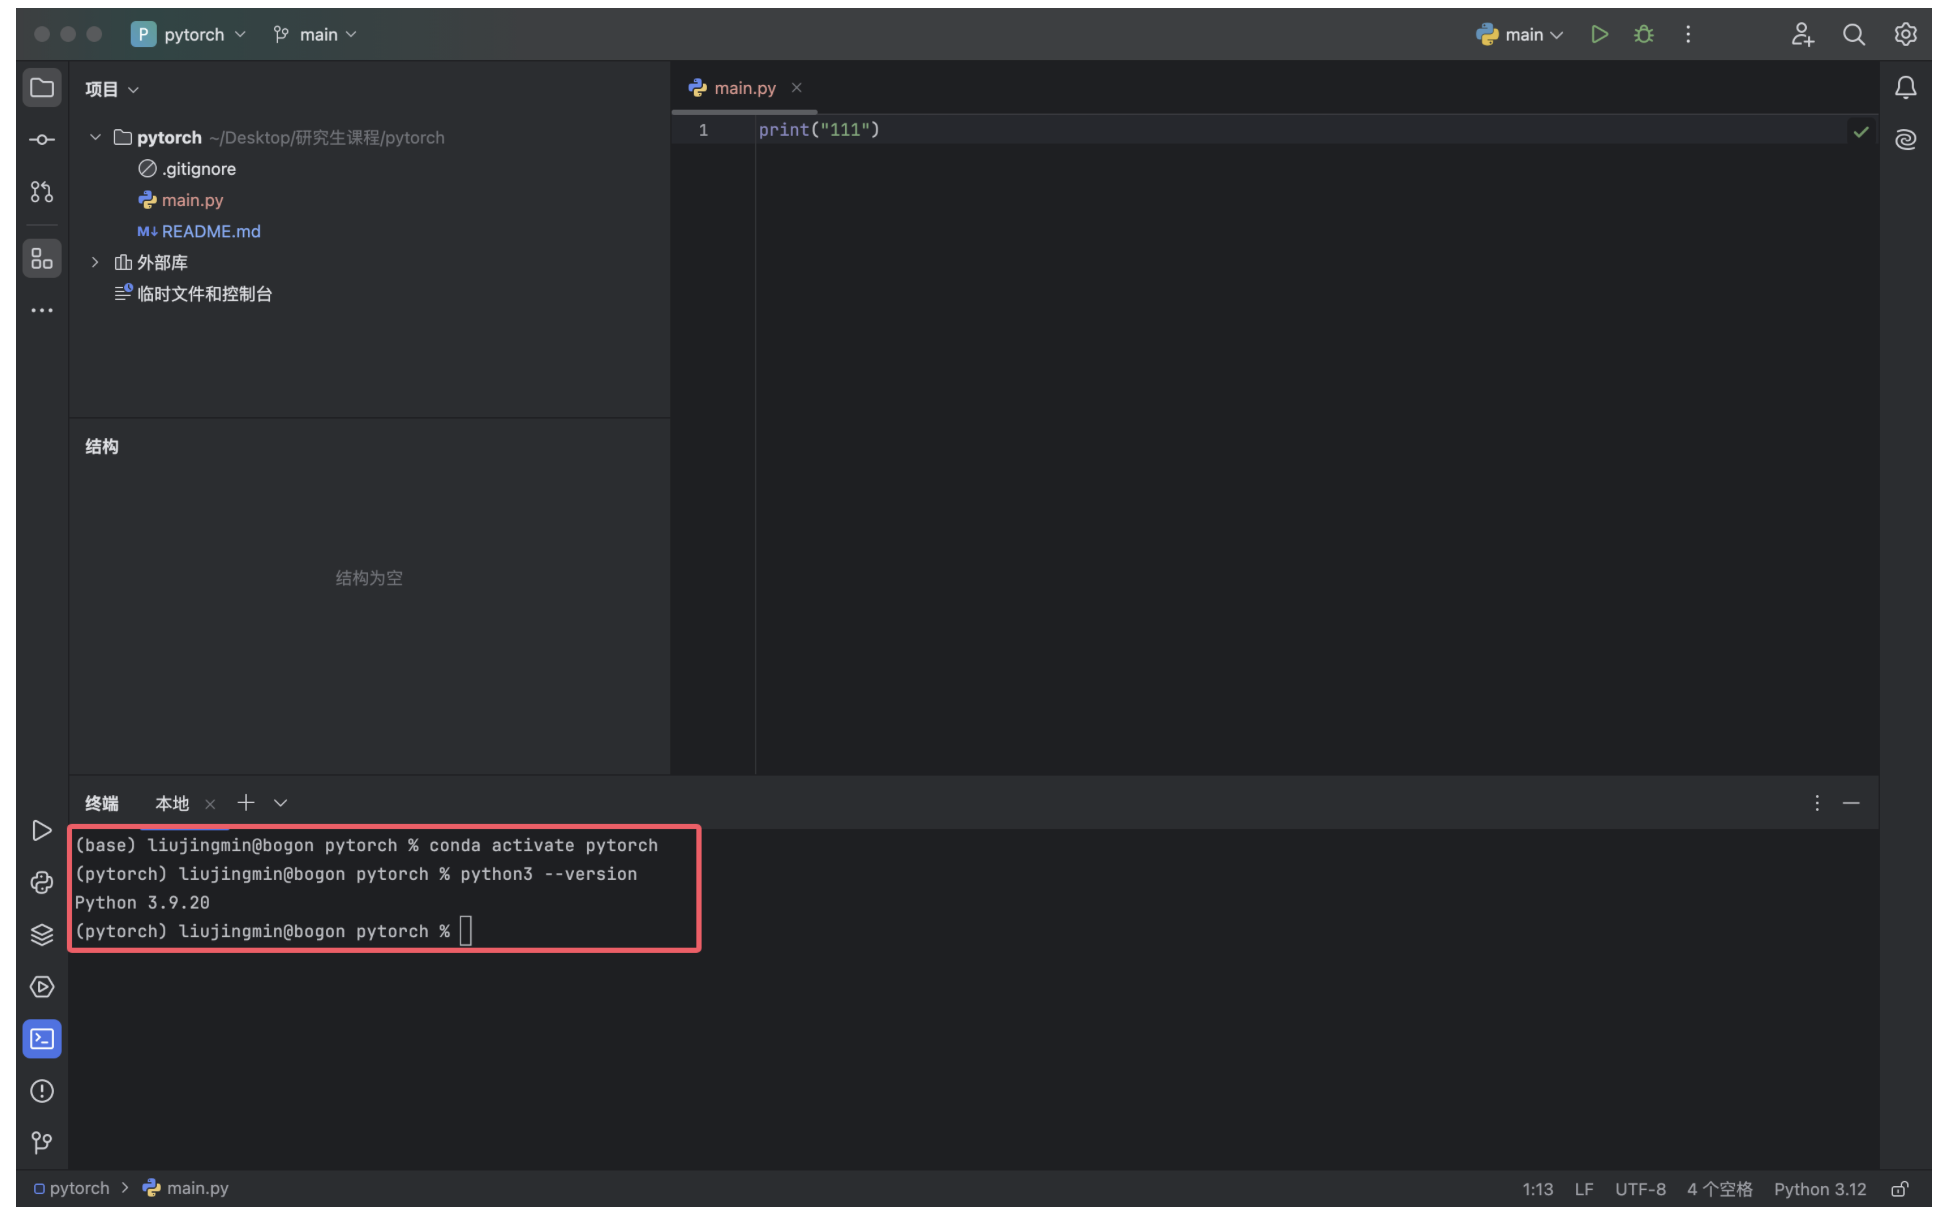 P pytorch main main
项目
pytorch ~/Desktop/研究生课程/pytorch
.gitignore
main.py
M↓ README.md
外部库
临时文件和控制台
结构
结构为空
main.py
1 print("111")
终端 本地
(base) liujingmin@bogon pytorch % conda activate pytorch
(pytorch) liujingmin@bogon pytorch % python3 --version
Python 3.9.20
(pytorch) liujingmin@bogon pytorch %
pytorch > main.py 1:13 LF UTF-8 4 个空格 Python 3.12